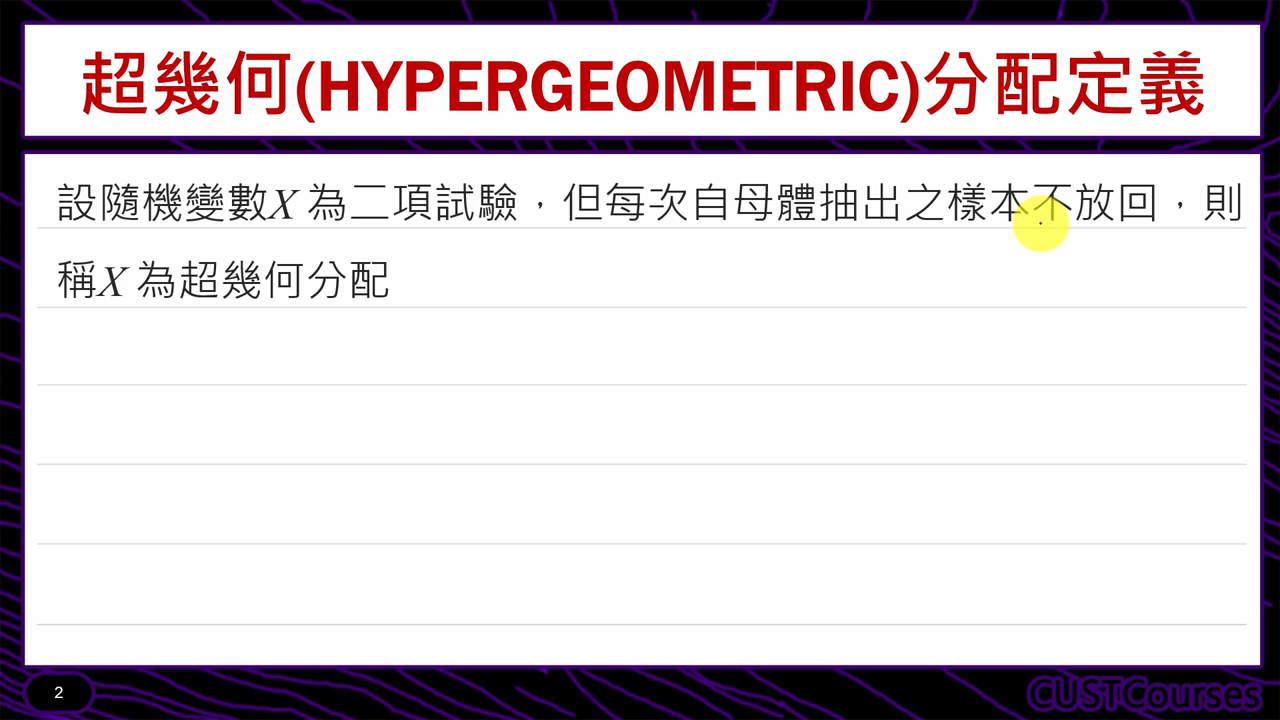 超幾何(HYPERGEOMETRIC)分配定義
設隨機變數X 為二項試驗，但每次自母體抽出之樣本不放回，則
稱X 為超幾何分配
2
CUSTCourses